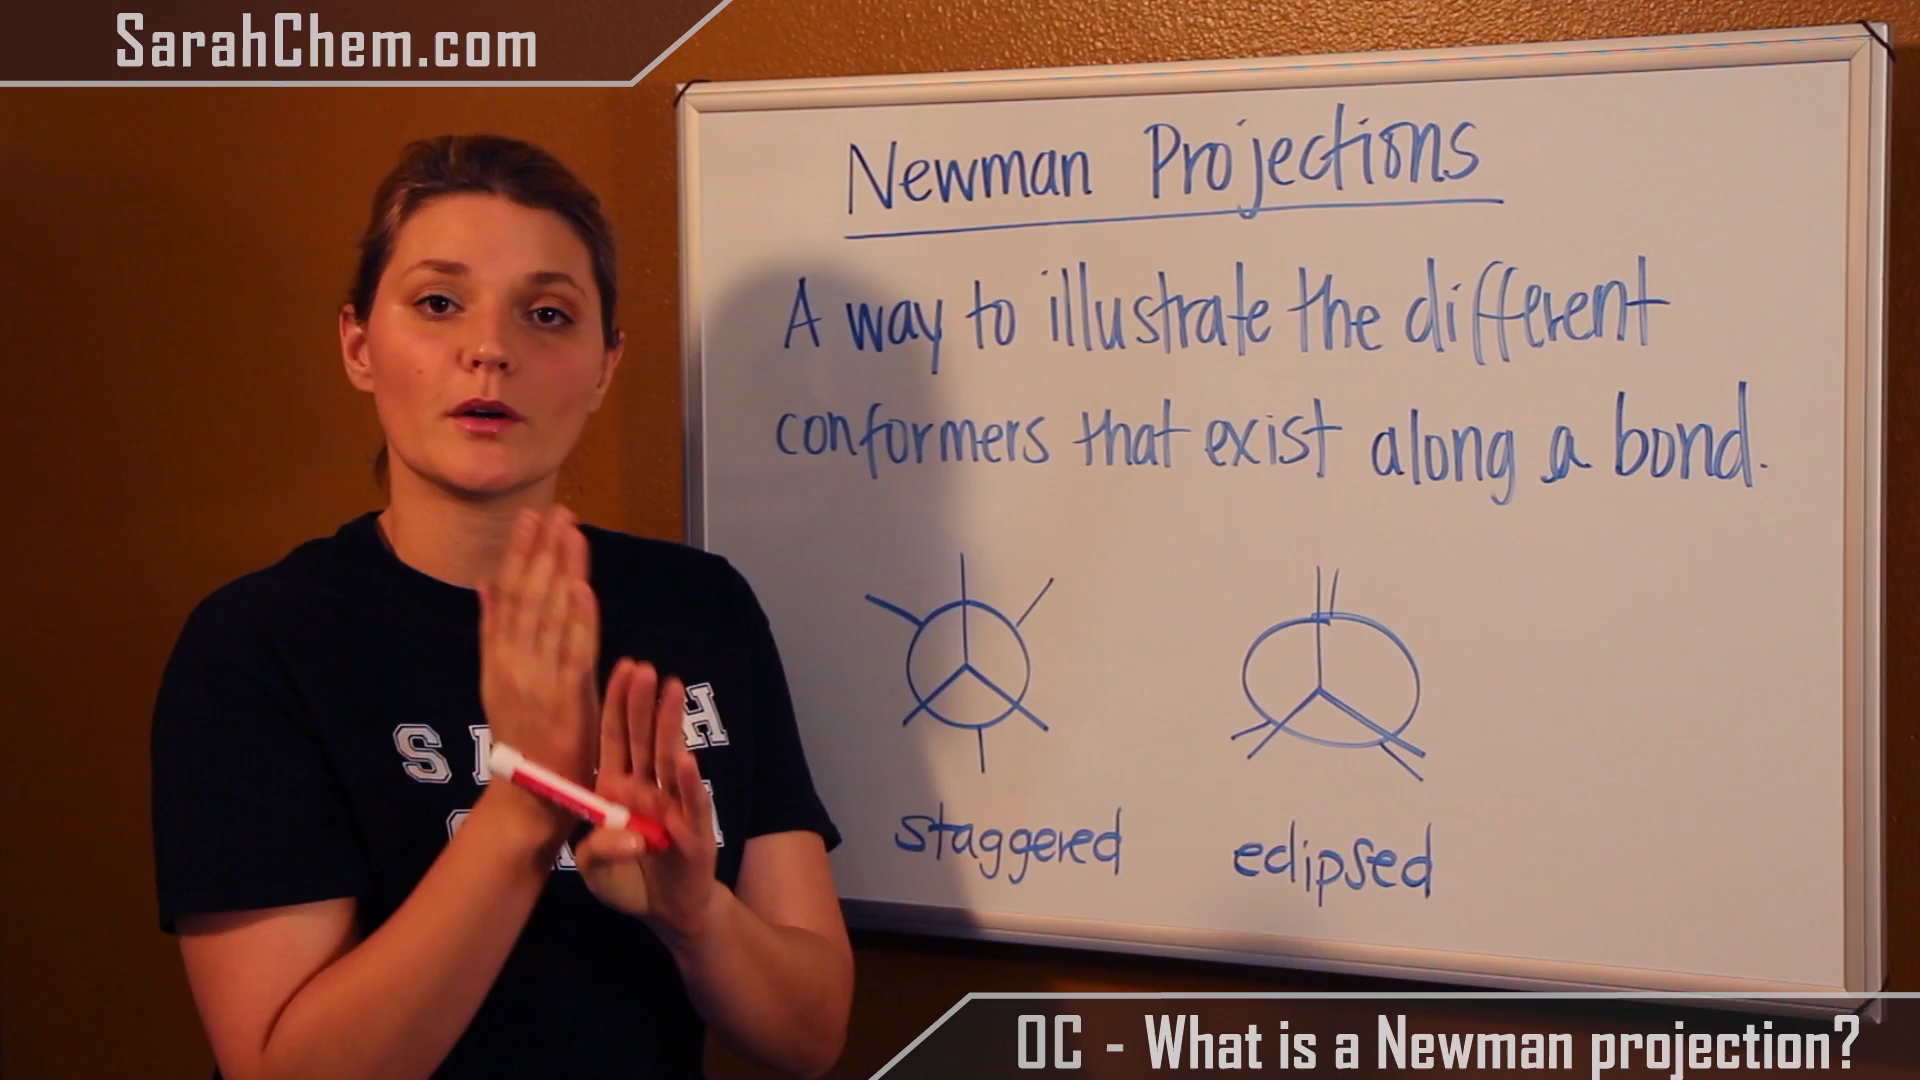 SarahChem.com
Newman Projections
A way to illustrate the different
conformers that exist along a bond.
staggered eclipsed
OC - What is a Newman projection?